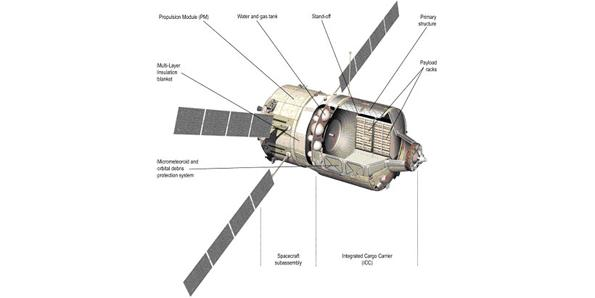 Propulsion Module (PM)
Water and gas tank
Stand-off
Primary
structure
Multi-Layer
Insulation
blanket
Payload
racks
Micrometeoroid and
orbital debris
protection system
Spacecraft
subassembly
Integrated Cargo Carrier
(ICC)